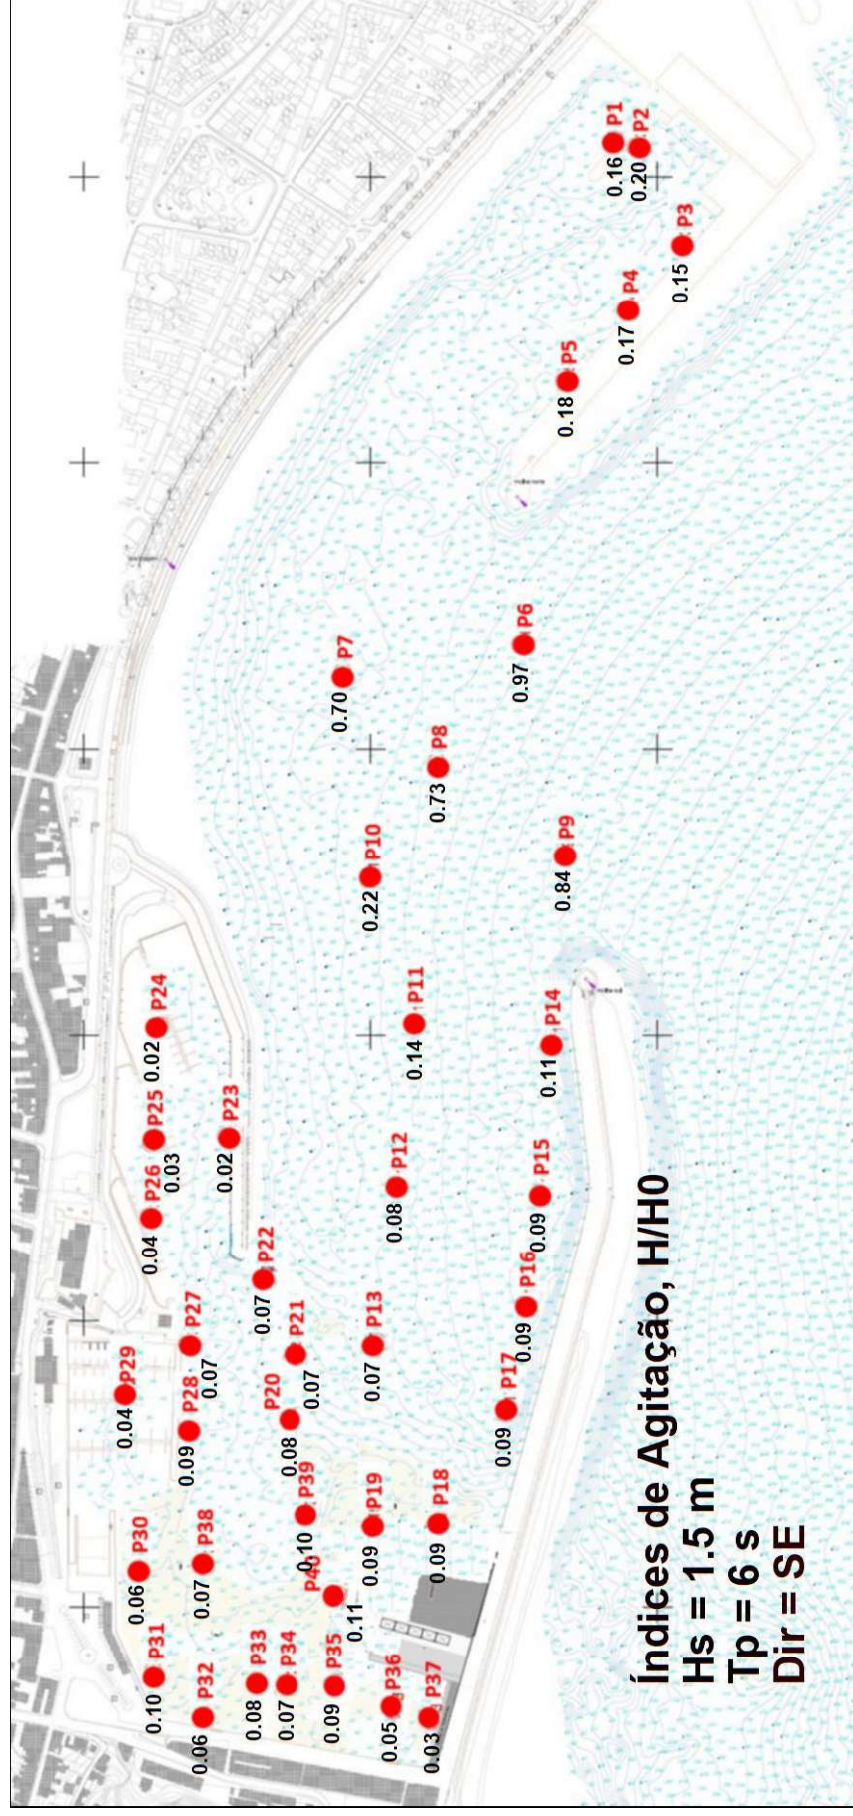 P1
0.16
P2
0.20
P3
0.15
P4
0.17
P5
0.18
P6
0.97
P7
0.70
P8
0.73
P9
0.84
P10
0.22
P11
0.14
P12
0.08
P13
0.07
P14
0.11
P15
0.09
P16
0.09
P17
0.09
P18
0.09
P19
0.09
P20
0.08
P21
0.07
P22
0.07
P23
0.02
P24
0.02
P25
0.03
P26
0.04
P27
0.07
P28
0.09
P29
0.04
P30
0.06
P31
0.10
P32
0.06
P33
0.08
P34
0.07
P35
0.09
P36
0.05
P37
0.03
P38
0.07
P39
0.10
P40
0.11
Índices de Agitação, H/H0
Hs = 1.5 m
Tp = 6 s
Dir = SE